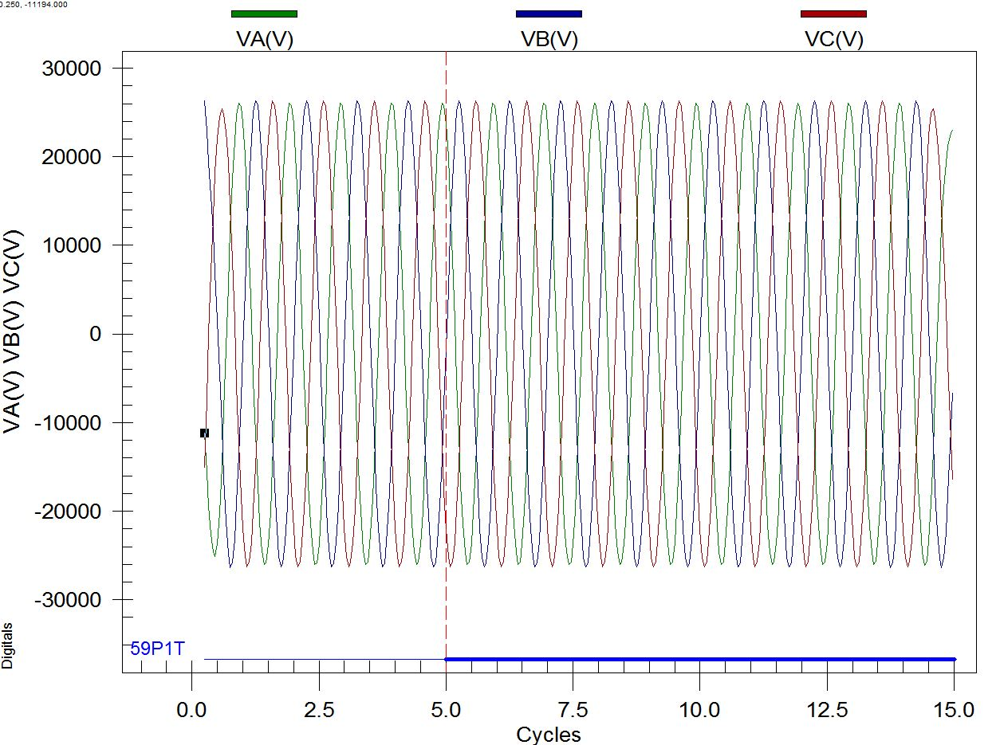 0.250, -11194.000
VA(V) VB(V) VC(V)
30000
20000
10000
0
-10000
-20000
-30000
VA(V) VB(V) VC(V)
Digitals
59P1T
0.0 2.5 5.0 7.5 10.0 12.5 15.0
Cycles